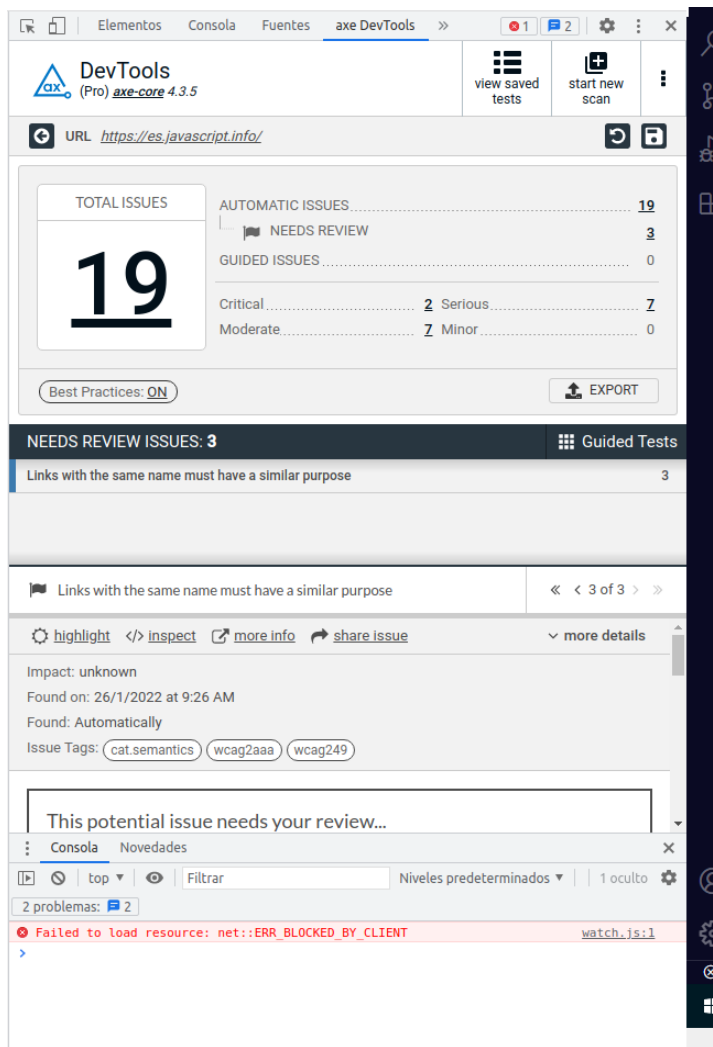 Elementos Consola Fuentes axe DevTools » 1 2
DevTools
(Pro) axe-core 4.3.5
ax
view saved tests
start new scan
URL https://es.javascript.info/
TOTAL ISSUES
19
AUTOMATIC ISSUES 19
NEEDS REVIEW 3
GUIDED ISSUES 0
Critical 2 Serious 7
Moderate 7 Minor 0
Best Practices: ON
EXPORT
NEEDS REVIEW ISSUES: 3 Guided Tests
Links with the same name must have a similar purpose 3
Links with the same name must have a similar purpose « < 3 of 3 > »
highlight </> inspect more info share issue more details
Impact: unknown
Found on: 26/1/2022 at 9:26 AM
Found: Automatically
Issue Tags: cat.semantics wcag2aaa wcag249
This potential issue needs your review...
Consola Novedades
top Filtrar Niveles predeterminados 1 oculto
2 problemas: 2
Failed to load resource: net::ERR_BLOCKED_BY_CLIENT watch.js:1